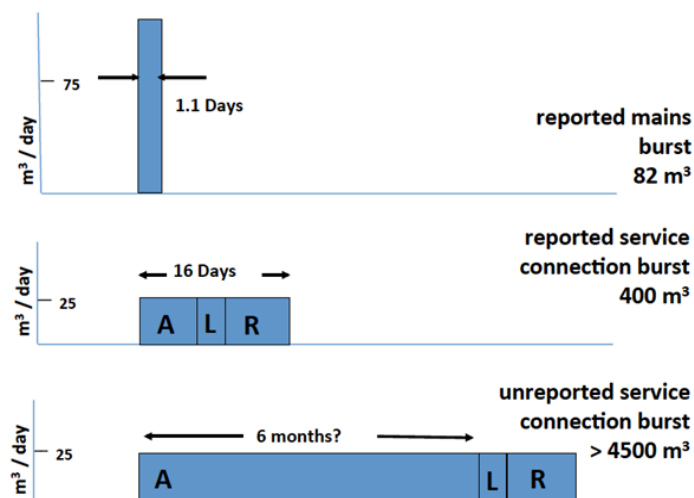 m³ / day
75
1.1 Days
reported mains
burst
82 m³
m³ / day
25
16 Days
A L R
reported service
connection burst
400 m³
m³ / day
25
6 months?
A L R
unreported service
connection burst
> 4500 m³